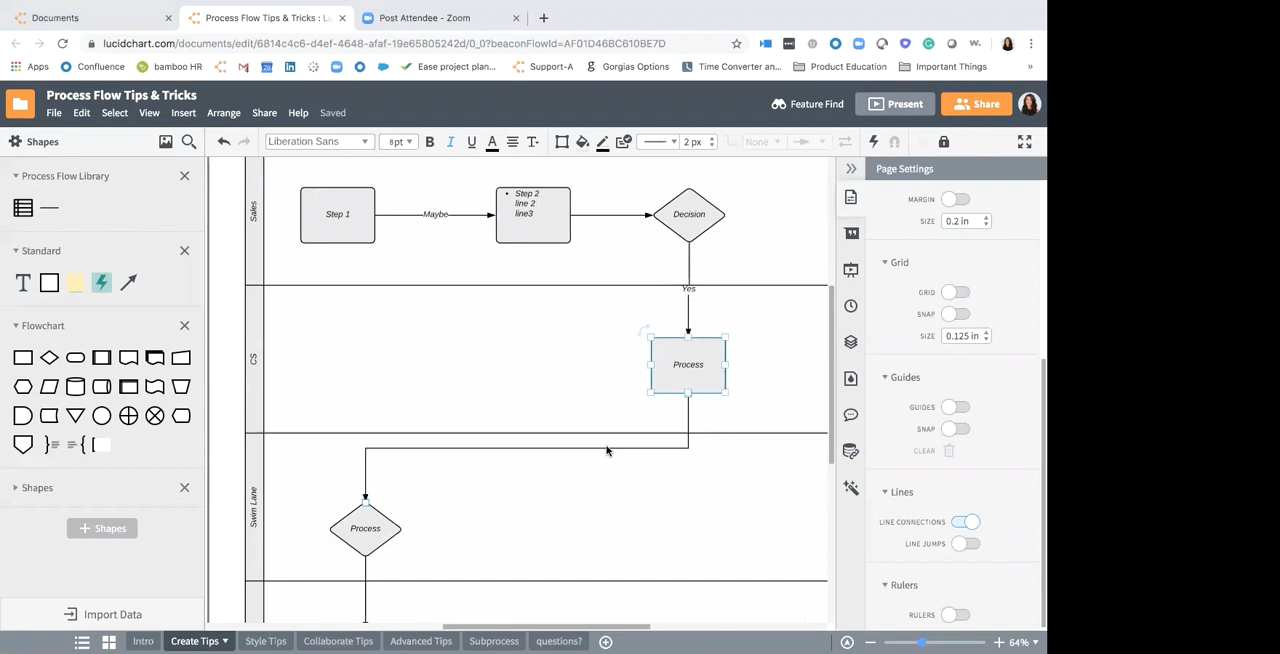 Documents
Process Flow Tips & Tricks : Lu
Post Attendee - Zoom
lucidchart.com/documents/edit/6814c4c6-d4ef-4648-afaf-19e65805242d/0_0?beaconFlowId=AF01D46BC610BE7D
Apps
Confluence
bamboo HR
Ease project plan...
Support-A
Gorgias Options
Time Converter an...
Product Education
Important Things
»
Process Flow Tips & Tricks
File
Edit
Select
View
Insert
Arrange
Share
Help
Saved
Feature Find
Present
Share
Shapes
Liberation Sans
8pt
B
I
U
A
T
2 px
None
Process Flow Library
Standard
T
Flowchart
Shapes
+ Shapes
Import Data
Sales
Step 1
Maybe
• Step 2
line 2
line3
Decision
Yes
CS
Process
Swim Lane
Process
Page Settings
MARGIN
SIZE 0.2 in
Grid
GRID
SNAP
SIZE 0.125 in
Guides
GUIDES
SNAP
CLEAR
Lines
LINE CONNECTIONS
LINE JUMPS
Rulers
RULERS
Intro
Create Tips
Style Tips
Collaborate Tips
Advanced Tips
Subprocess
questions?
64%